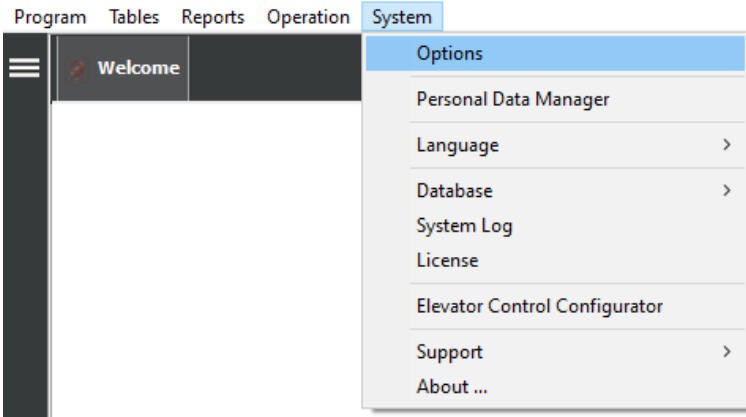 Program Tables Reports Operation System
Welcome
Options
Personal Data Manager
Language
Database
System Log
License
Elevator Control Configurator
Support
About ...